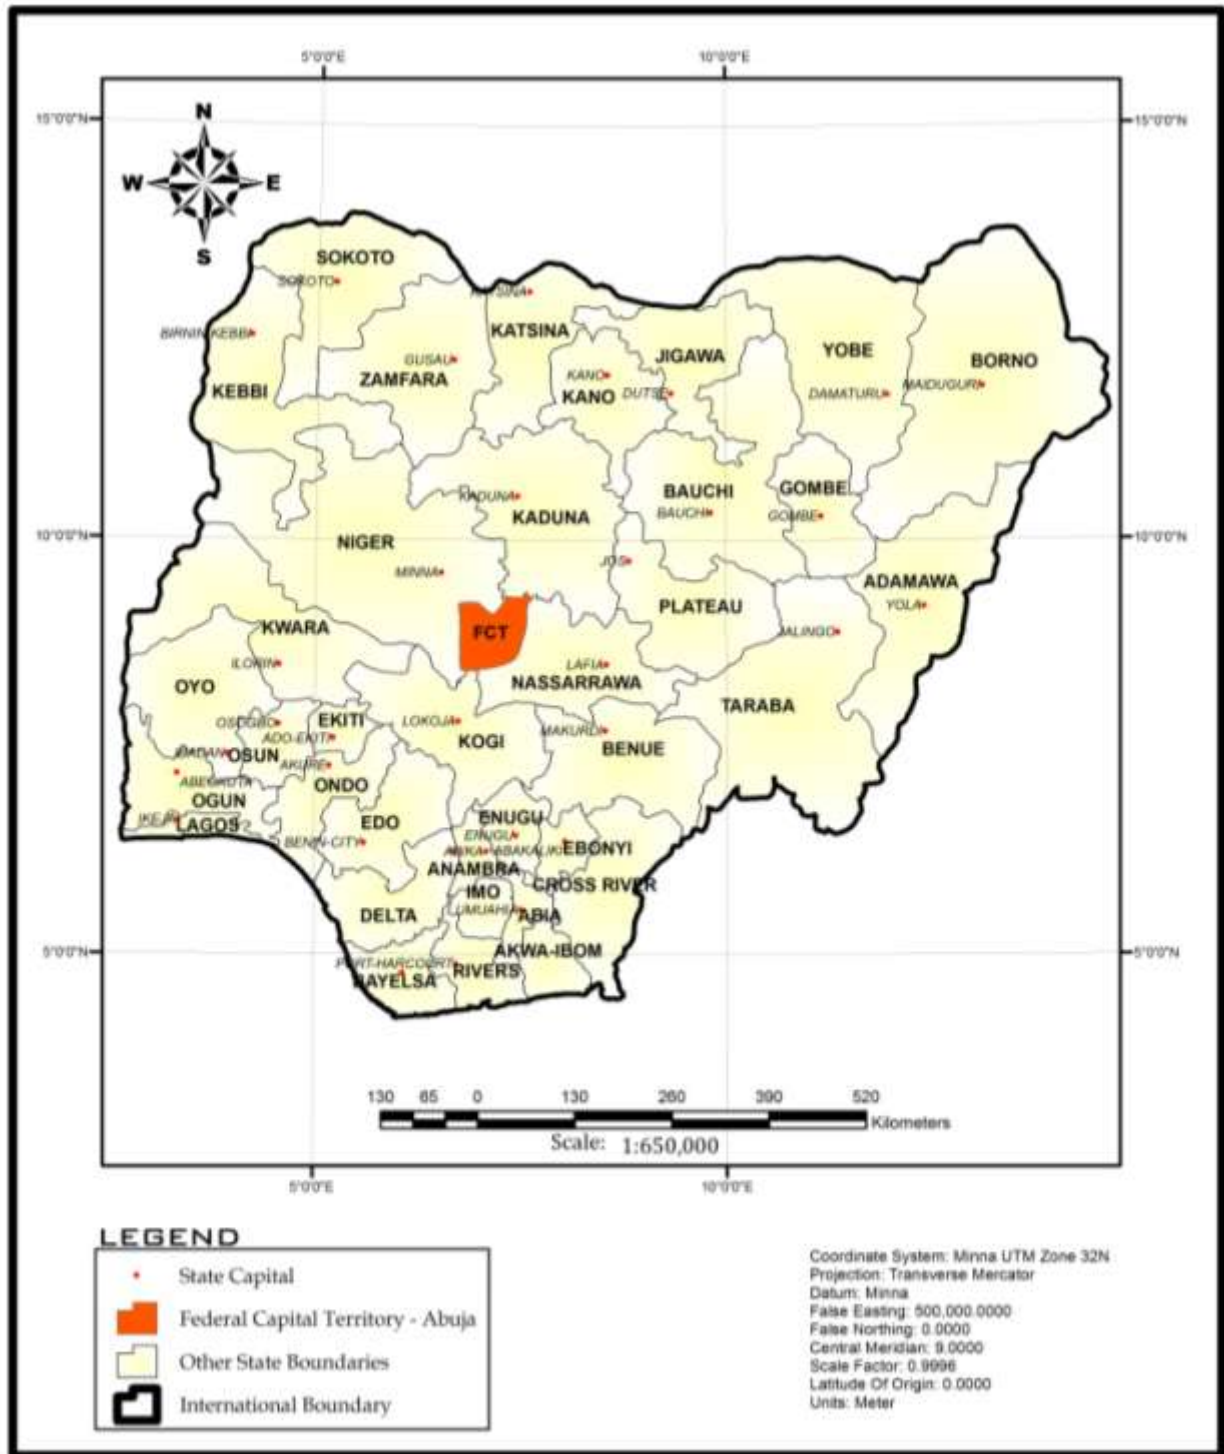 5°0'0"E 10°0'0"E
15°0'0"N 15°0'0"N
N
W E
S
SOKOTO
SOKOTO
KATSINA
BIRNIN KEBBI
KATSINA
JIGAWA
YOBE
BORNO
GUSAU
ZAMFARA
KEBBI
KANO
KANO
DUTSE
DAMATURU
MAIDUGURI
BAUCHI
GOMBE
KADUNA
KADUNA
BAUCHI
GOMBE
10°0'0"N 10°0'0"N
NIGER
MINNA
JOS
ADAMAWA
YOLA
PLATEAU
FCT
KWARA
JALINGO
ILORIN
LAFIA
NASSARRAWA
OYO
TARABA
OSOGBO
EKITI
LOKOJA
ADO-EKITI
KOGI
MAKURDI
BENUE
IBADAN
OSUN
AKURE
ABEOKUTA
ONDO
OGUN
IKEJA
LAGOS
EDO
ENUGU
ENUGU
BENIN-CITY
ABAKALIKI
EBONYI
ANAMBRA
CROSS RIVER
IMO
UMUAHIA
ABIA
DELTA
AKWA-IBOM
5°0'0"N 5°0'0"N
PORT-HARCOURT
RIVERS
BAYELSA
130 65 0 130 260 390 520
Kilometers
Scale: 1:650,000
5°0'0"E 10°0'0"E
LEGEND
State Capital
Federal Capital Territory - Abuja
Other State Boundaries
International Boundary
Coordinate System: Minna UTM Zone 32N
Projection: Transverse Mercator
Datum: Minna
False Easting: 500,000.0000
False Northing: 0.0000
Central Meridian: 9.0000
Scale Factor: 0.9996
Latitude Of Origin: 0.0000
Units: Meter